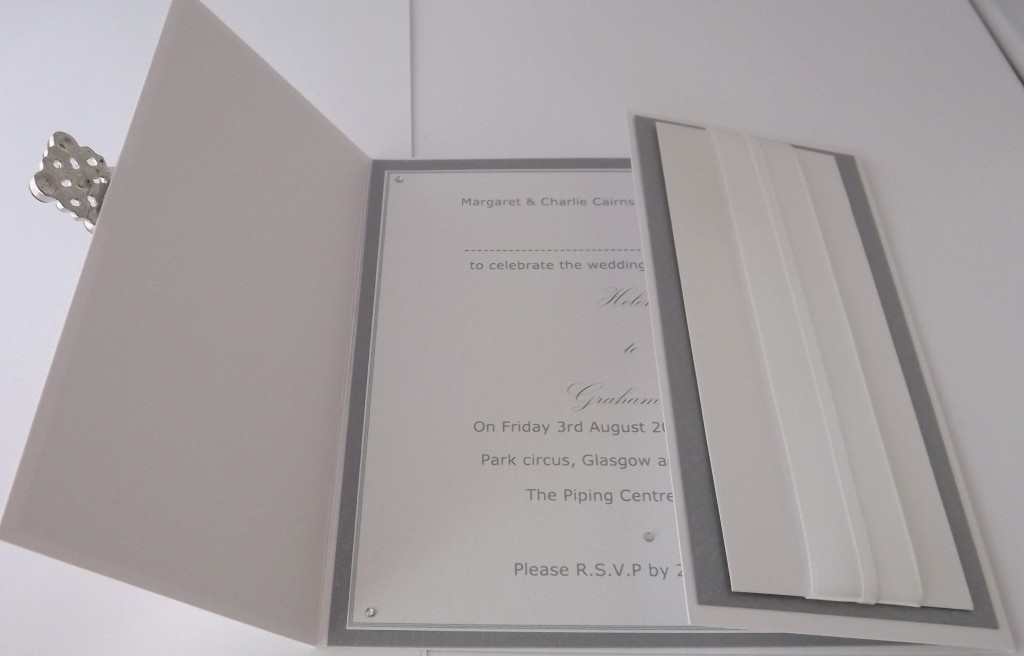 Margaret & Charlie Cairns
to celebrate the wedding
to
Graham
On Friday 3rd August
Park circus, Glasgow
The Piping Centre
Please R.S.V.P by